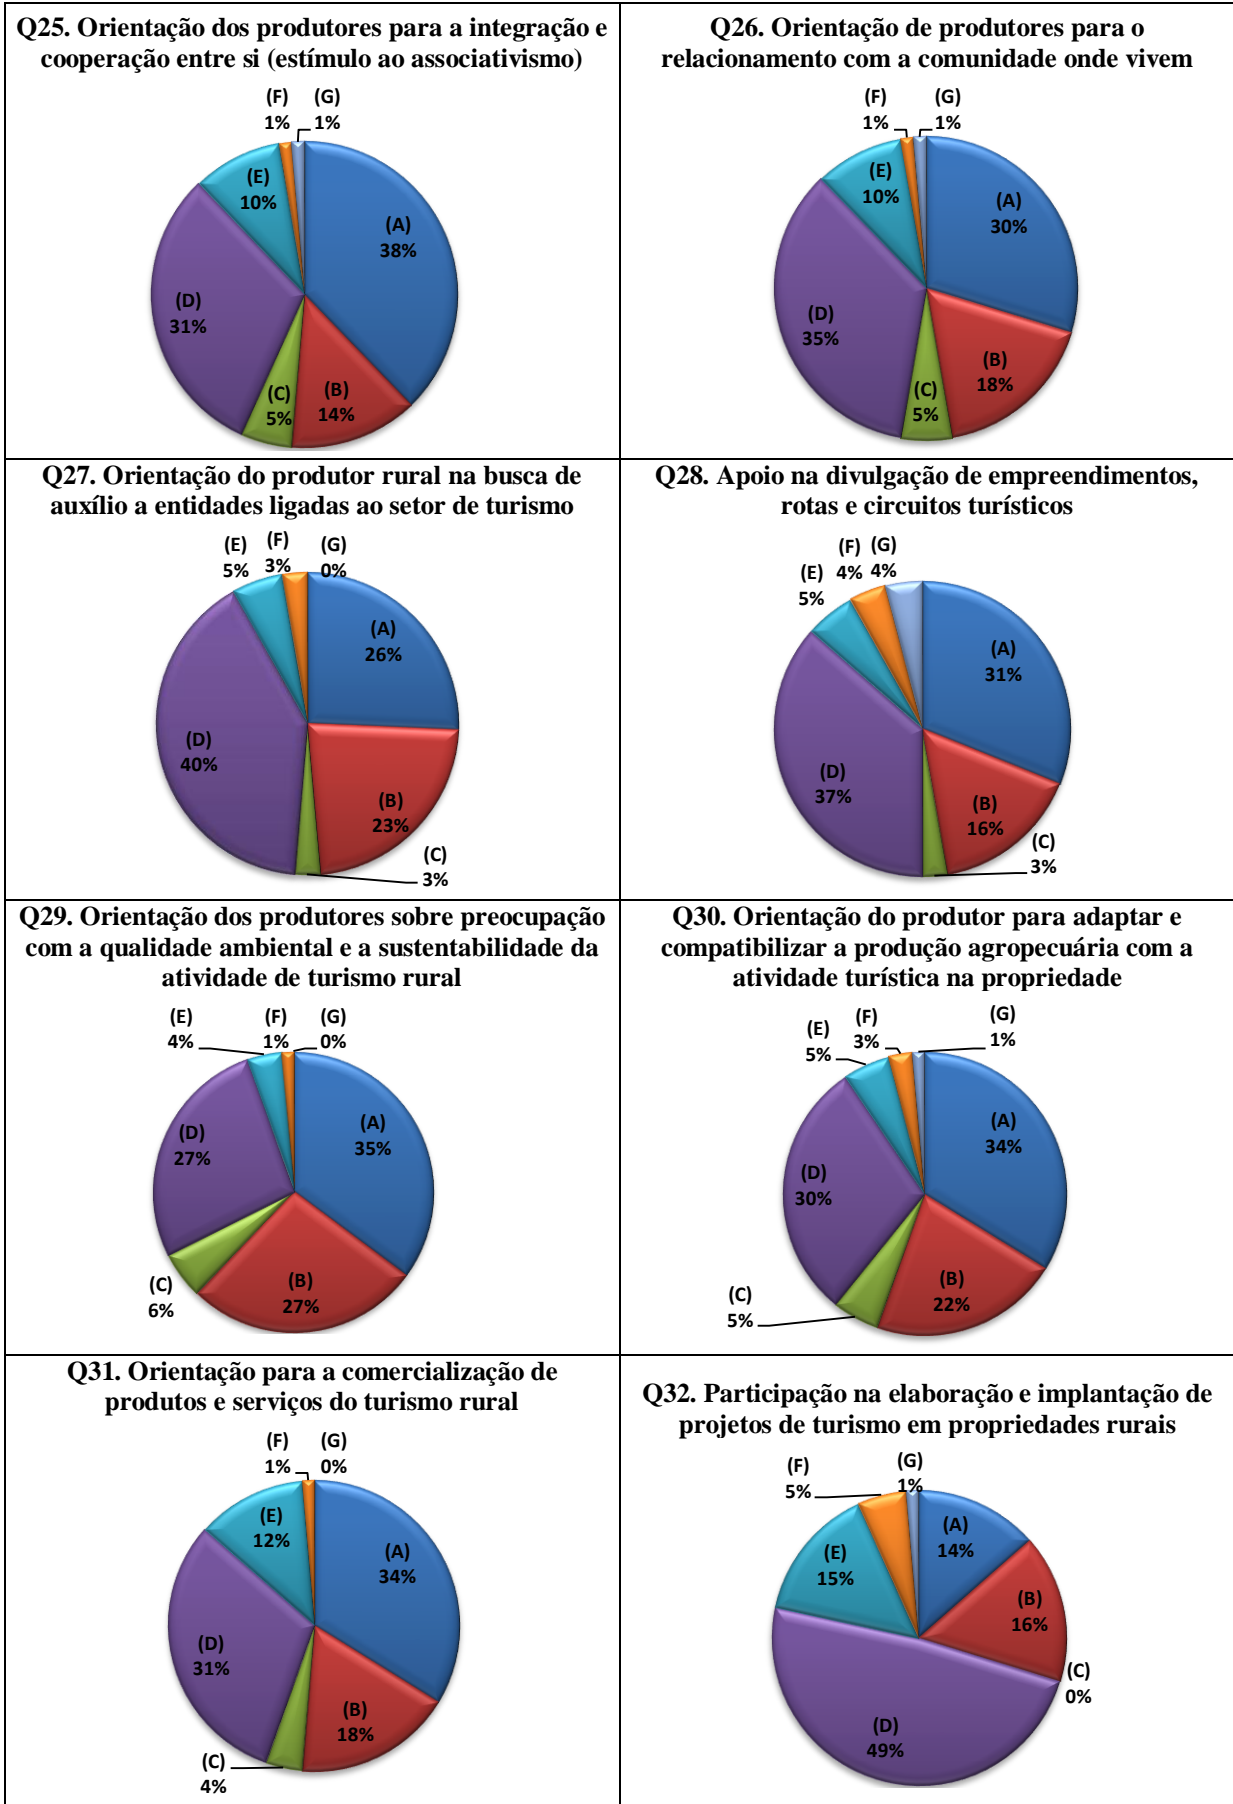 Q25. Orientação dos produtores para a integração e
cooperação entre si (estímulo ao associativismo)
(F)
1%
(G)
1%
(E)
10%
(A)
38%
(D)
31%
(C)
5%
(B)
14%
Q26. Orientação de produtores para o
relacionamento com a comunidade onde vivem
(F)
1%
(G)
1%
(E)
10%
(A)
30%
(D)
35%
(B)
18%
(C)
5%
Q27. Orientação do produtor rural na busca de
auxílio a entidades ligadas ao setor de turismo
(E)
5%
(F)
3%
(G)
0%
(A)
26%
(D)
40%
(B)
23%
(C)
3%
Q28. Apoio na divulgação de empreendimentos,
rotas e circuitos turísticos
(E)
5%
(F)
4%
(G)
4%
(A)
31%
(D)
37%
(B)
16%
(C)
3%
Q29. Orientação dos produtores sobre preocupação
com a qualidade ambiental e a sustentabilidade da
atividade de turismo rural
(E)
4%
(F)
1%
(G)
0%
(A)
35%
(D)
27%
(C)
6%
(B)
27%
Q30. Orientação do produtor para adaptar e
compatibilizar a produção agropecuária com a
atividade turística na propriedade
(E)
5%
(F)
3%
(G)
1%
(A)
34%
(D)
30%
(C)
5%
(B)
22%
Q31. Orientação para a comercialização de
produtos e serviços do turismo rural
(F)
1%
(G)
0%
(E)
12%
(A)
34%
(D)
31%
(B)
18%
(C)
4%
Q32. Participação na elaboração e implantação de
projetos de turismo em propriedades rurais
(F)
5%
(G)
1%
(A)
14%
(E)
15%
(B)
16%
(C)
0%
(D)
49%